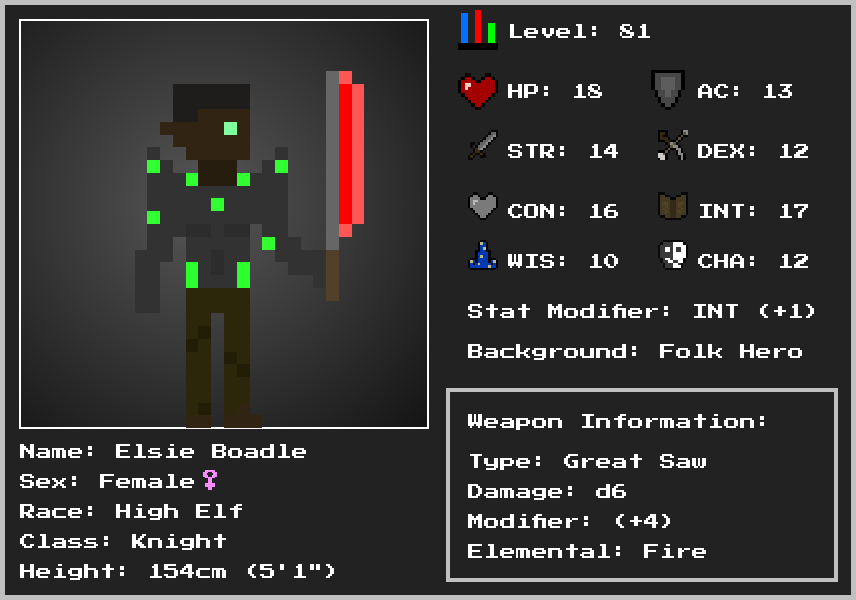 Level: 81
HP: 18 AC: 13
STR: 14 DEX: 12
CON: 16 INT: 17
WIS: 10 CHA: 12
Stat Modifier: INT (+1)
Background: Folk Hero
Weapon Information:
Type: Great Saw
Damage: d6
Modifier: (+4)
Elemental: Fire
Name: Elsie Boadle
Sex: Female♀
Race: High Elf
Class: Knight
Height: 154cm (5'1")